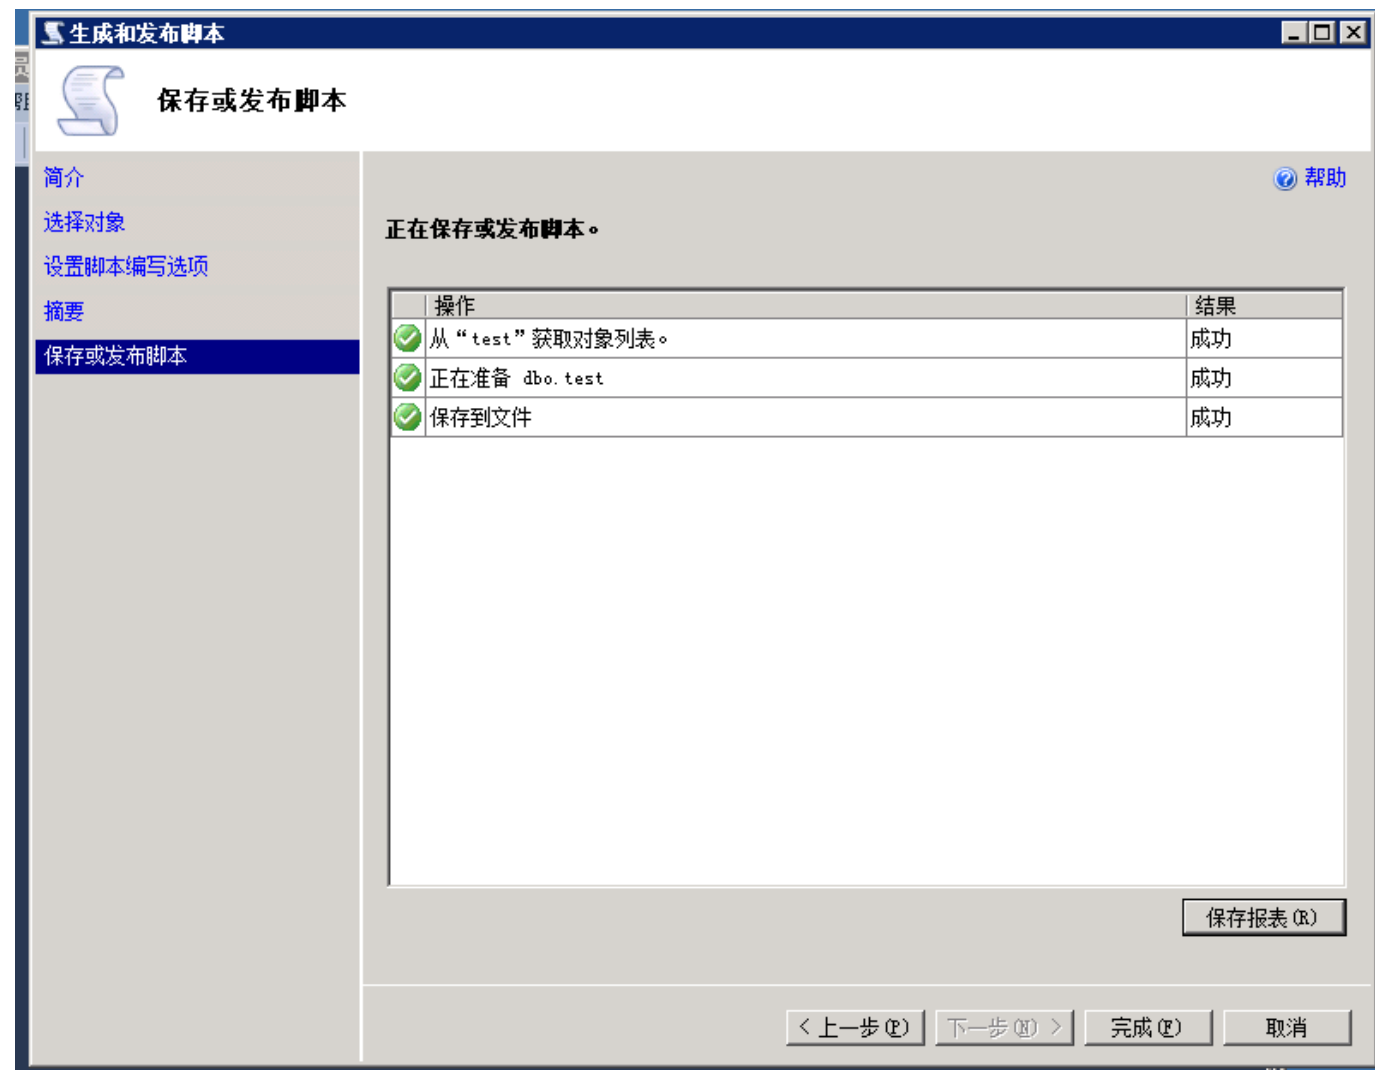 生成和发布脚本
保存或发布脚本
简介
选择对象
设置脚本编写选项
摘要
保存或发布脚本
帮助
正在保存或发布脚本。
操作 结果
从“test”获取对象列表。 成功
正在准备 dbo.test 成功
保存到文件 成功
保存报表(R)
< 上一步(P) 下一步(N) > 完成(F) 取消